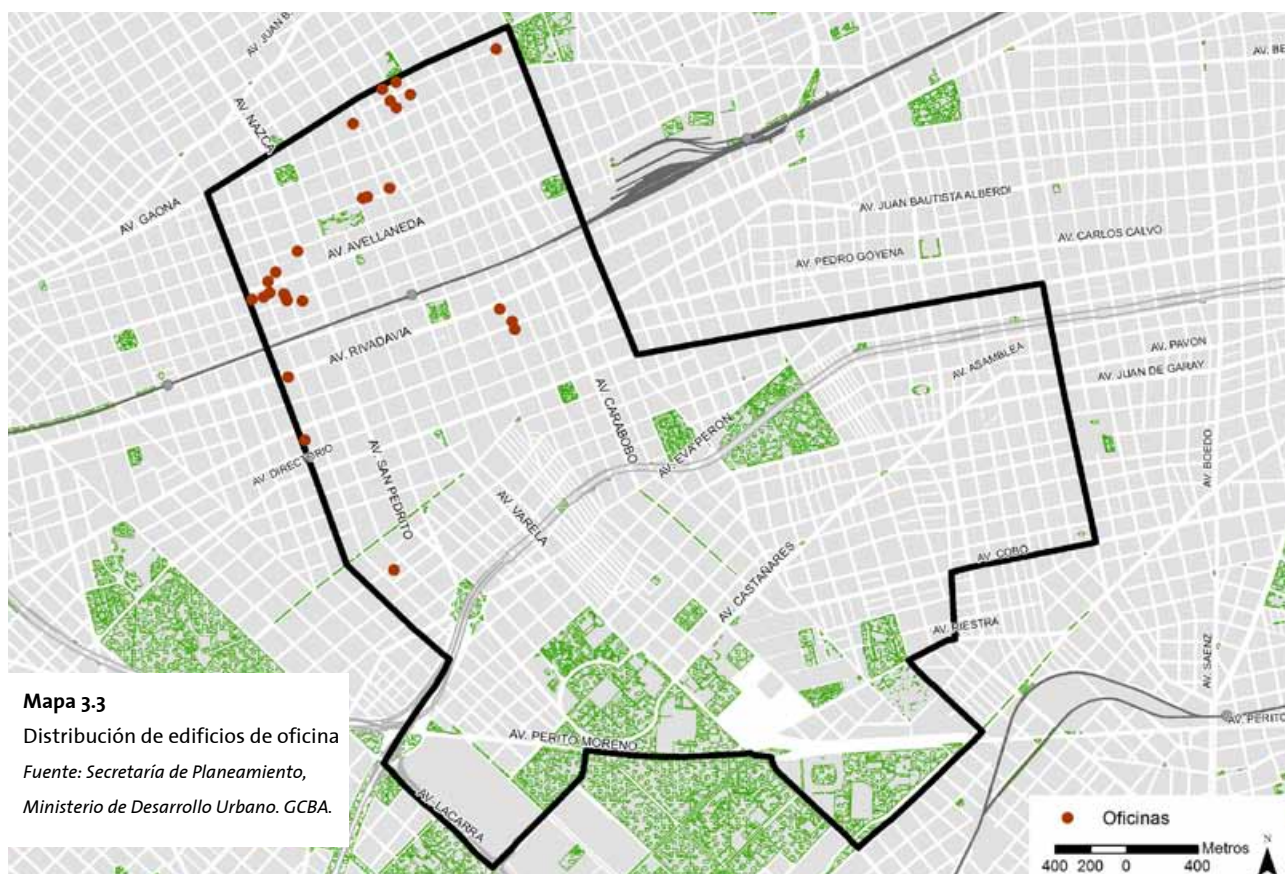 AV. JUAN B
AV. BE
AV. NAZCA
AV. GAONA
AV. JUAN BAUTISTA ALBERDI
AV. AVELLANEDA
AV. CARLOS CALVO
AV. PEDRO GOYENA
AV. RIVADAVIA
AV. ASAMBLEA
AV. PAVON
AV. JUAN DE GARAY
AV. CARABOBO
AV. EVA PERON
AV. BOEDO
AV. DIRECTORIO
AV. SAN PEDRITO
AV. VARELA
AV. COBO
AV. CASTAÑARES
AV. RIESTRA
AV. SAENZ
AV. PERITO
AV. PERITO MORENO
AV. LACARRA
Mapa 3.3
Distribución de edificios de oficina
Fuente: Secretaría de Planeamiento,
Ministerio de Desarrollo Urbano. GCBA.
Oficinas
Metros
400 200 0 400
N